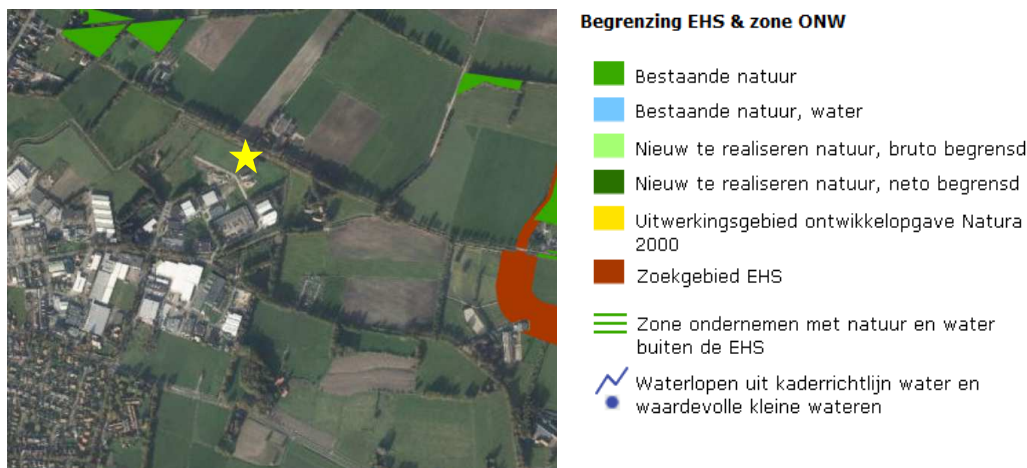 Begrenzing EHS & zone ONW
Bestaande natuur
Bestaande natuur, water
Nieuw te realiseren natuur, bruto begrensd
Nieuw te realiseren natuur, neto begrensd
Uitwerkingsgebied ontwikkelopgave Natura
2000
Zoekgebied EHS
Zone ondernemen met natuur en water
buiten de EHS
Waterlopen uit kaderrichtlijn water en
waardevolle kleine wateren